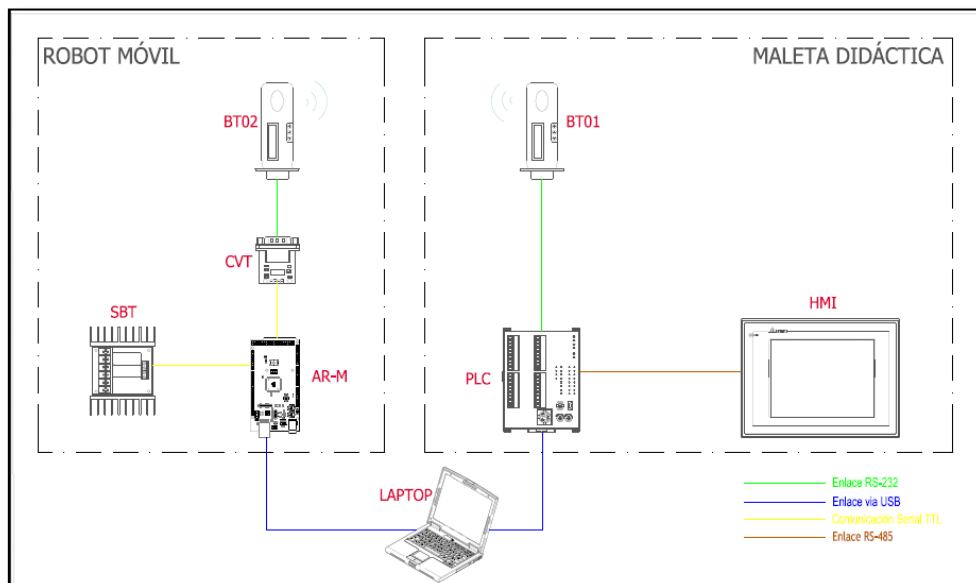 ROBOT MÓVIL
MALETA DIDÁCTICA
BT02
BT01
CVT
SBT
HMI
AR-M
PLC
LAPTOP
Enlace RS-232
Enlace via USB
Comunicación Serial TTL
Enlace RS-485